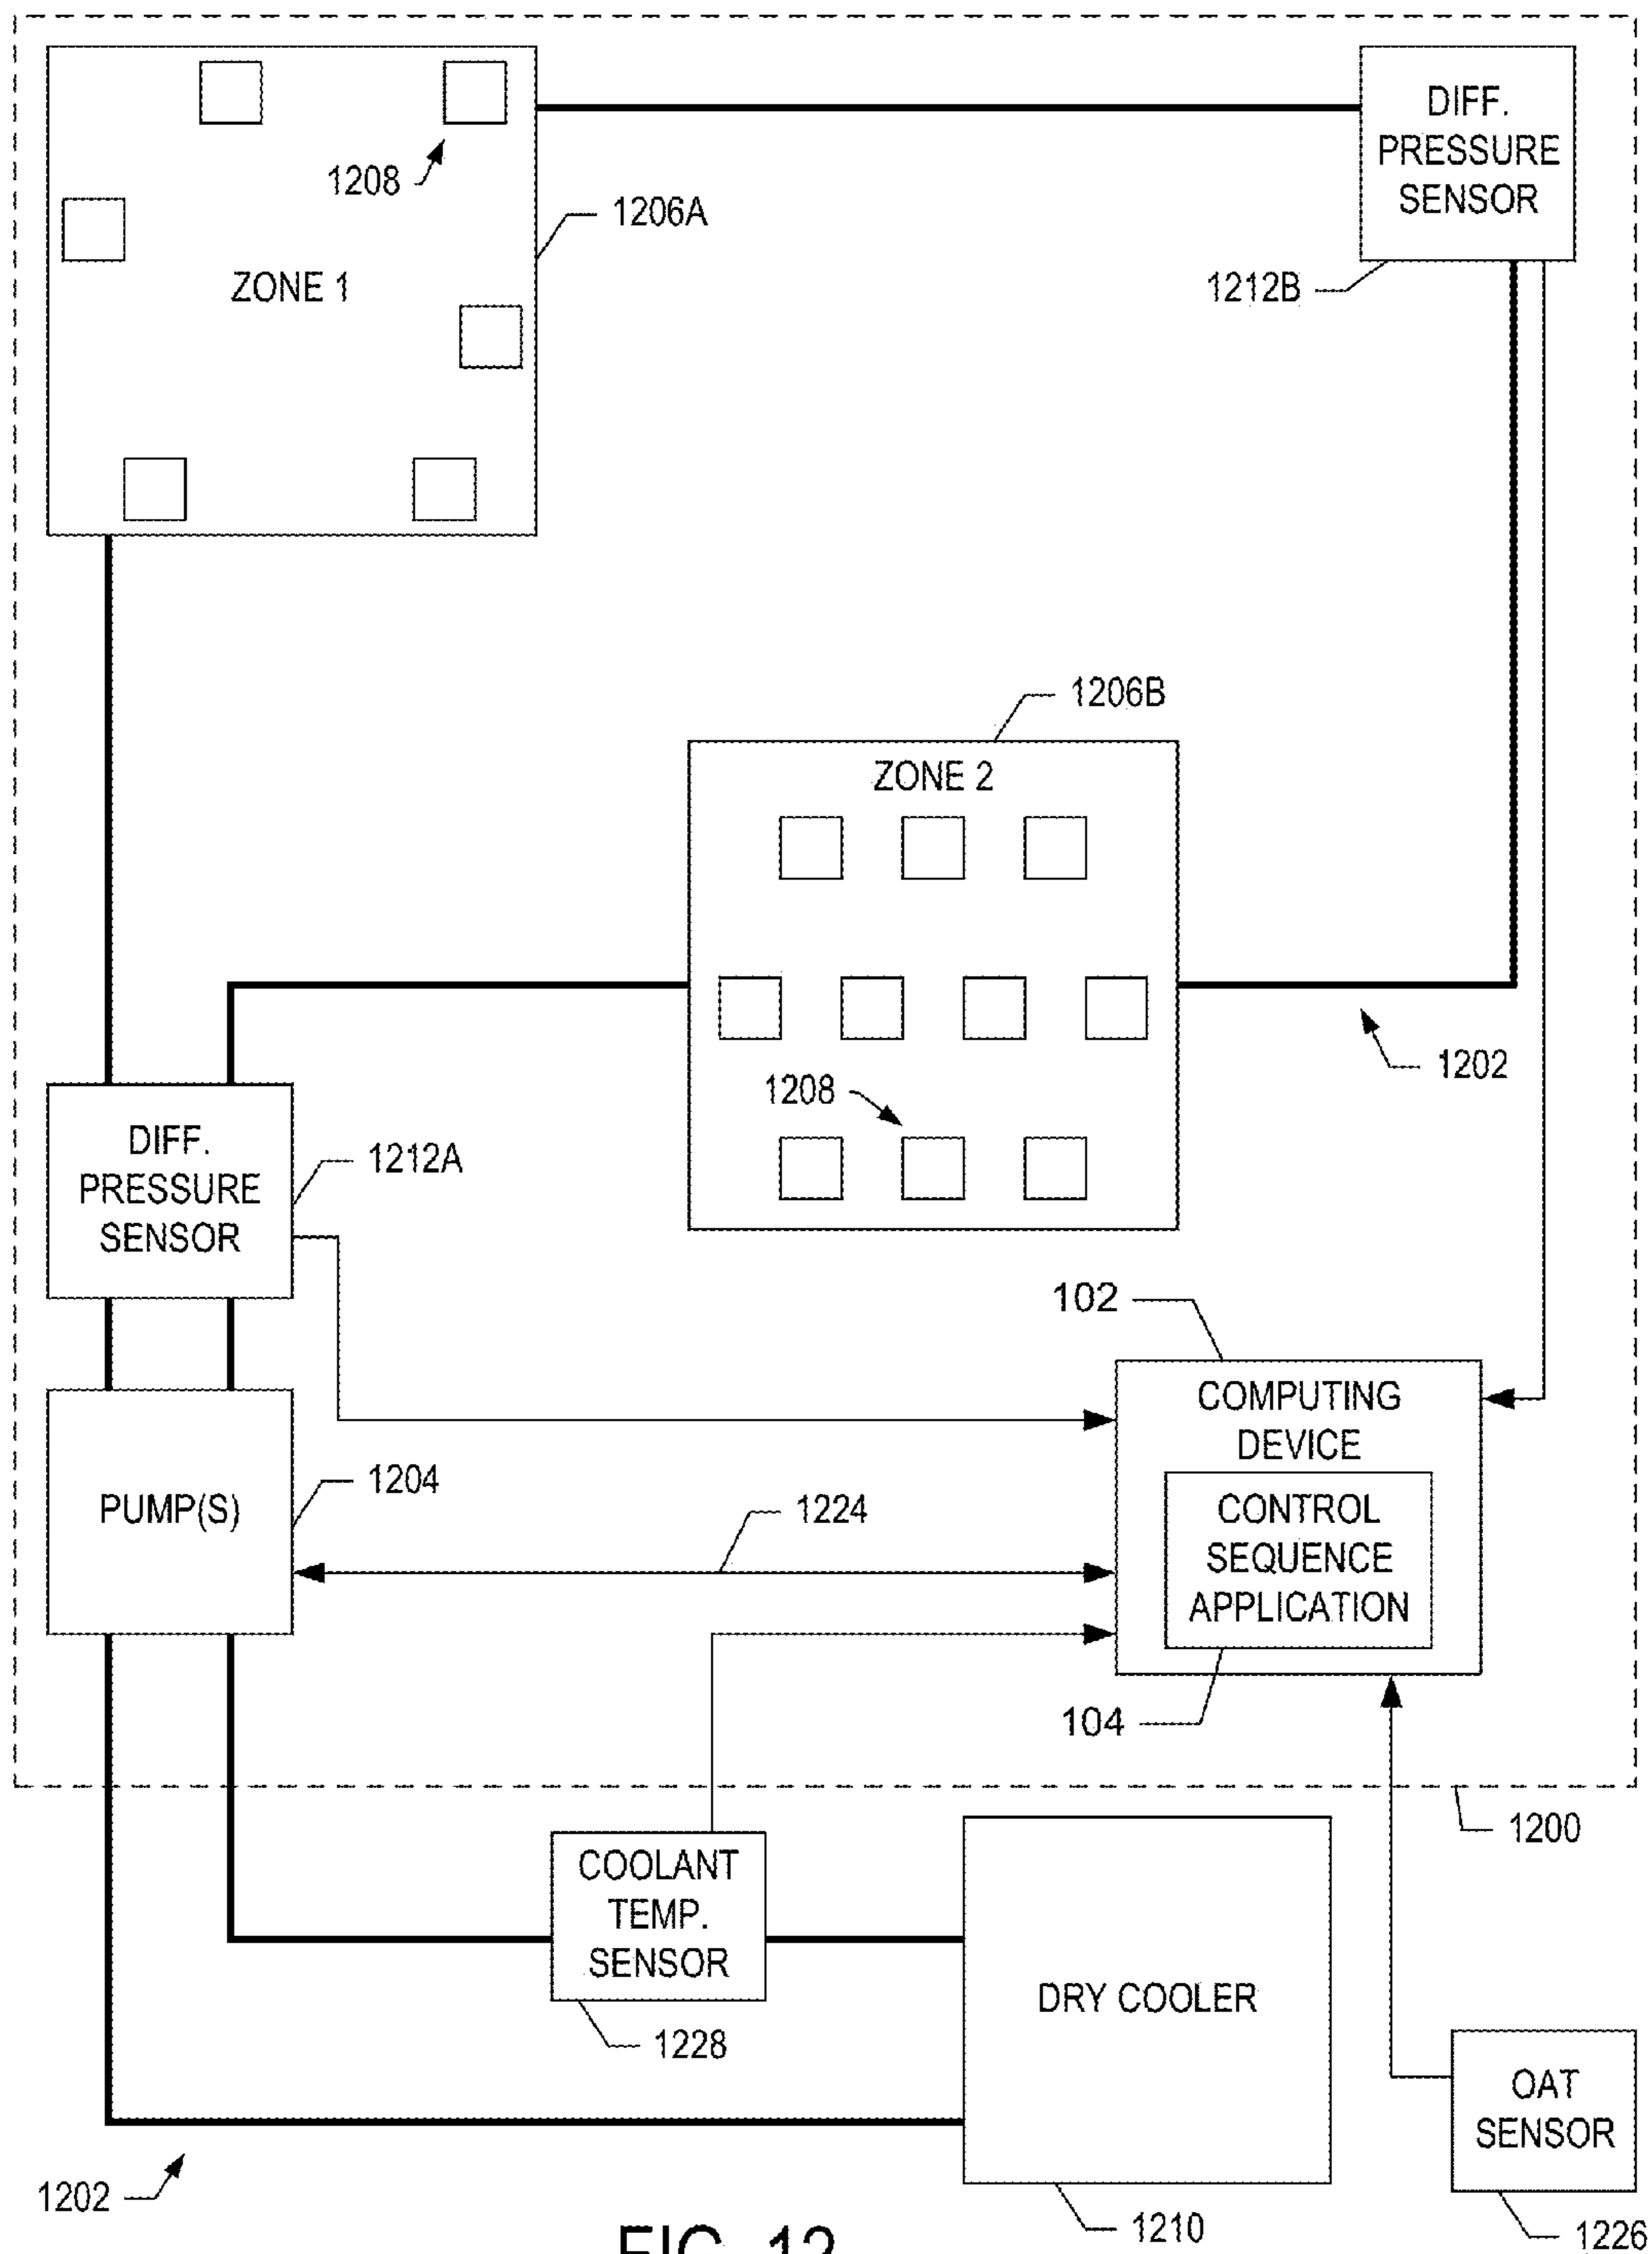 DIFF.
PRESSURE
SENSOR
1208
1206A
ZONE 1
1212B
1206B
ZONE 2
1202
1208
DIFF.
PRESSURE
SENSOR
1212A
102
COMPUTING
DEVICE
PUMP(S)
1204
1224
CONTROL
SEQUENCE
APPLICATION
104
1200
COOLANT
TEMP.
SENSOR
DRY COOLER
1228
OAT
SENSOR
1202
1210
1226
FIG. 12